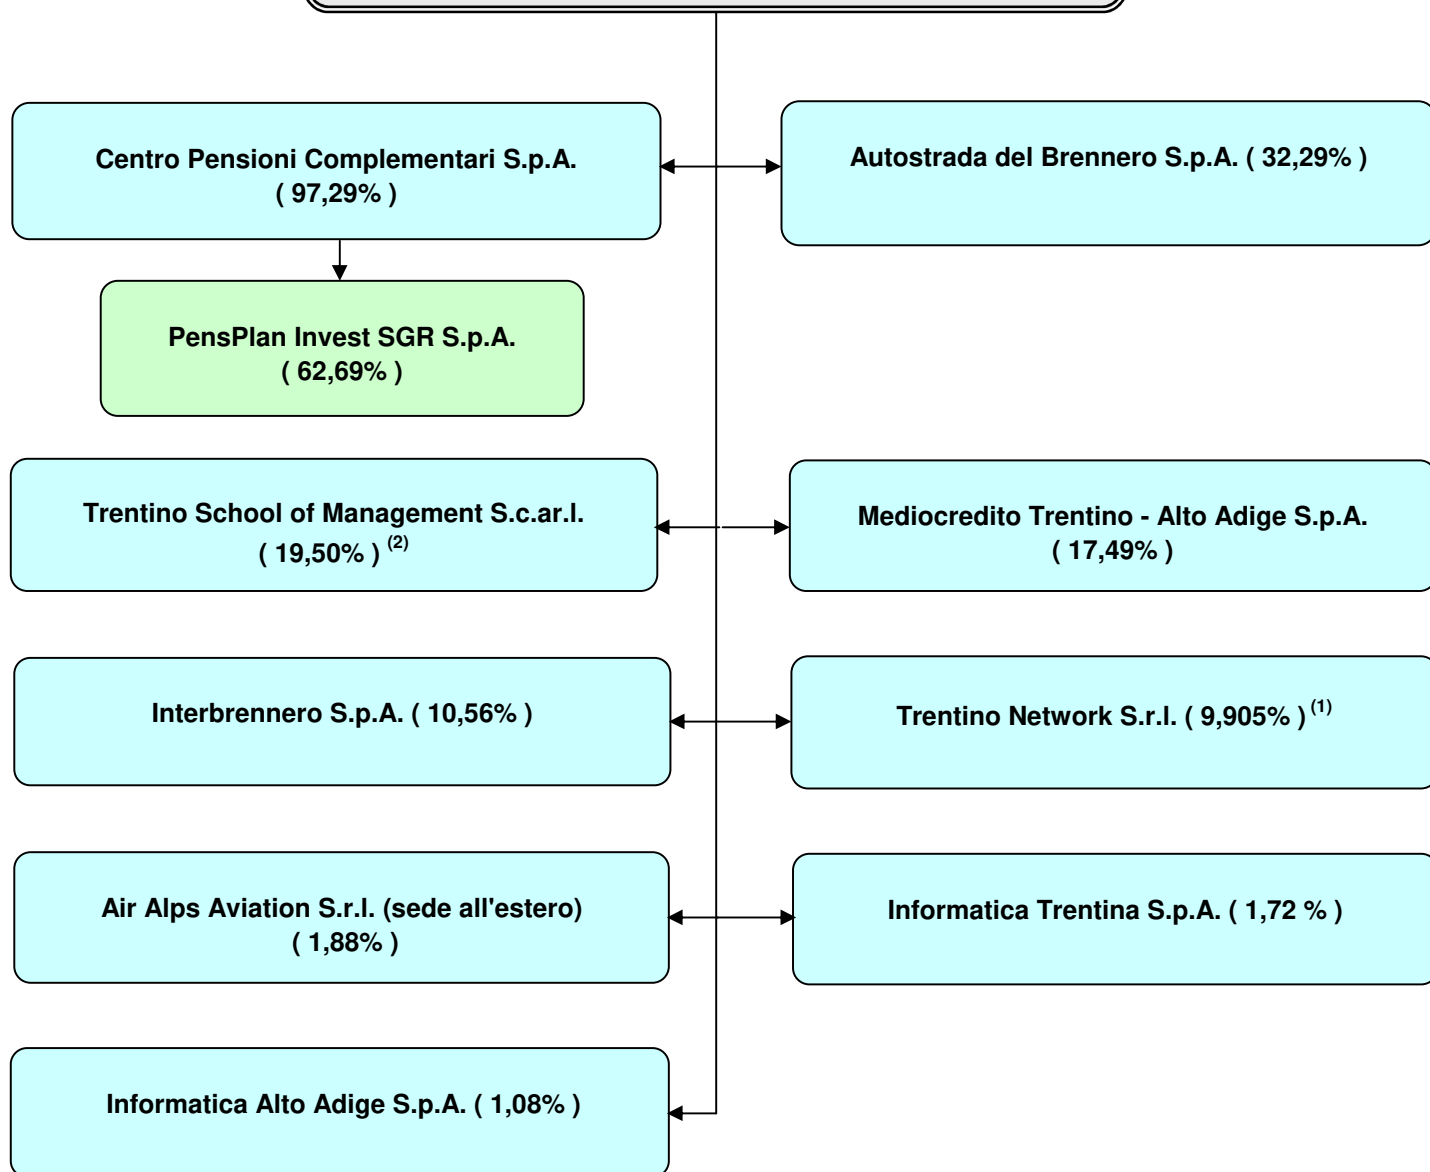 Centro Pensioni Complementari S.p.A.
( 97,29% )
Autostrada del Brennero S.p.A. ( 32,29% )
PensPlan Invest SGR S.p.A.
( 62,69% )
Trentino School of Management S.c.ar.l.
( 19,50% ) (2)
Mediocredito Trentino - Alto Adige S.p.A.
( 17,49% )
Interbrennero S.p.A. ( 10,56% )
Trentino Network S.r.l. ( 9,905% ) (1)
Air Alps Aviation S.r.l. (sede all'estero)
( 1,88% )
Informatica Trentina S.p.A. ( 1,72 % )
Informatica Alto Adige S.p.A. ( 1,08% )